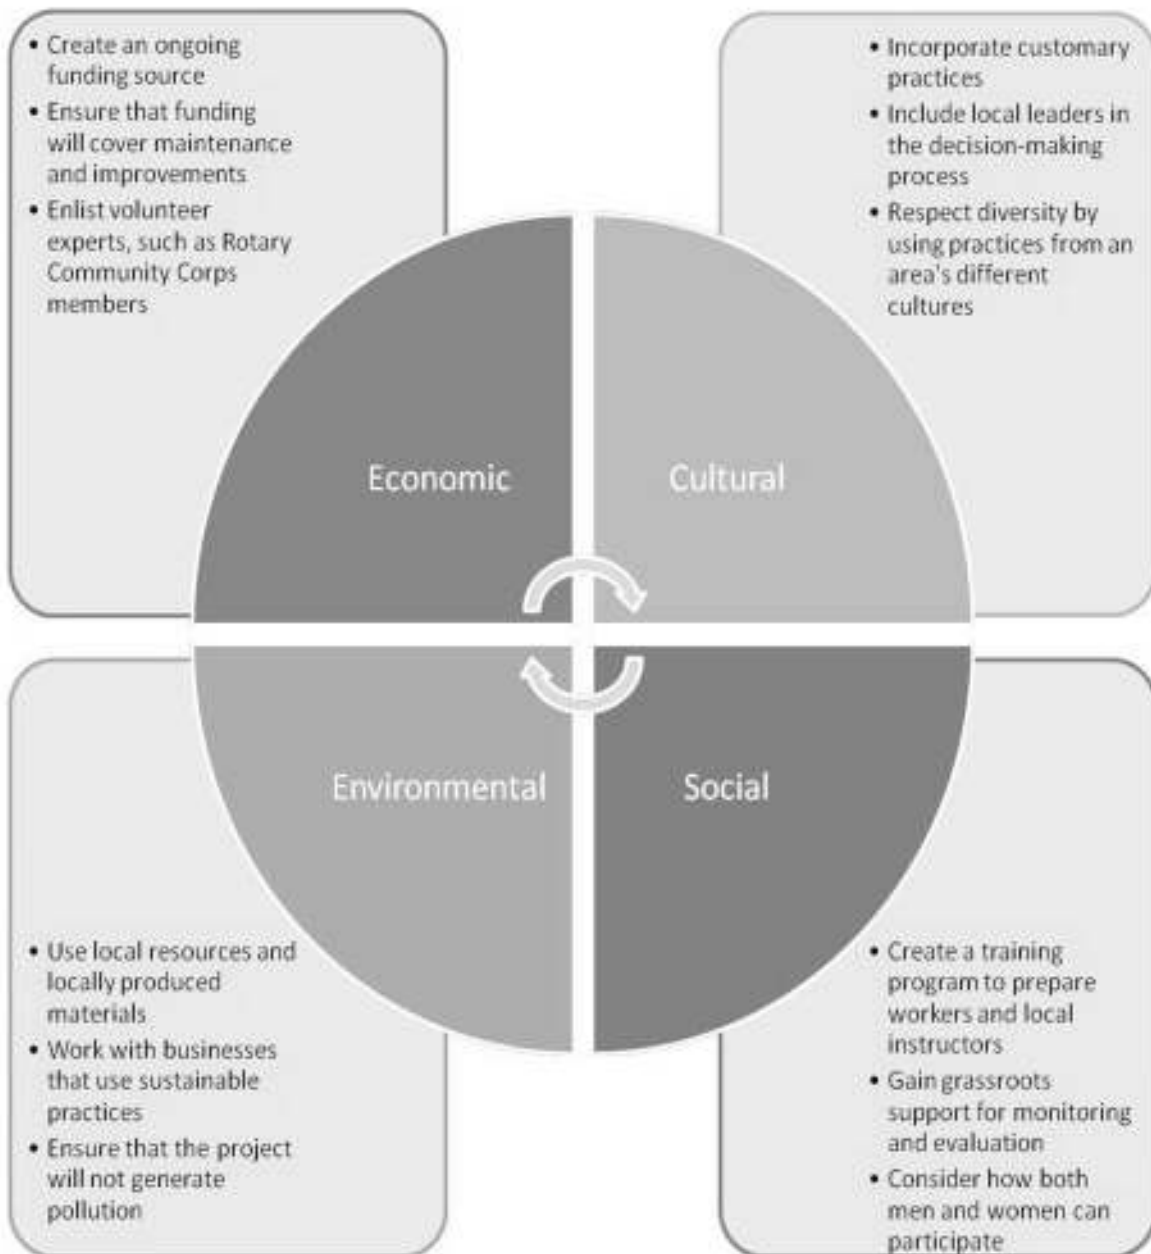 • Create an ongoing
funding source
• Ensure that funding
will cover maintenance
and improvements
• Enlist volunteer
experts, such as Rotary
Community Corps
members
• Incorporate customary
practices
• Include local leaders in
the decision-making
process
• Respect diversity by
using practices from an
area's different
cultures
Economic
Cultural
Environmental
Social
• Use local resources and
locally produced
materials
• Work with businesses
that use sustainable
practices
• Ensure that the project
will not generate
pollution
• Create a training
program to prepare
workers and local
instructors
• Gain grassroots
support for monitoring
and evaluation
• Consider how both
men and women can
participate